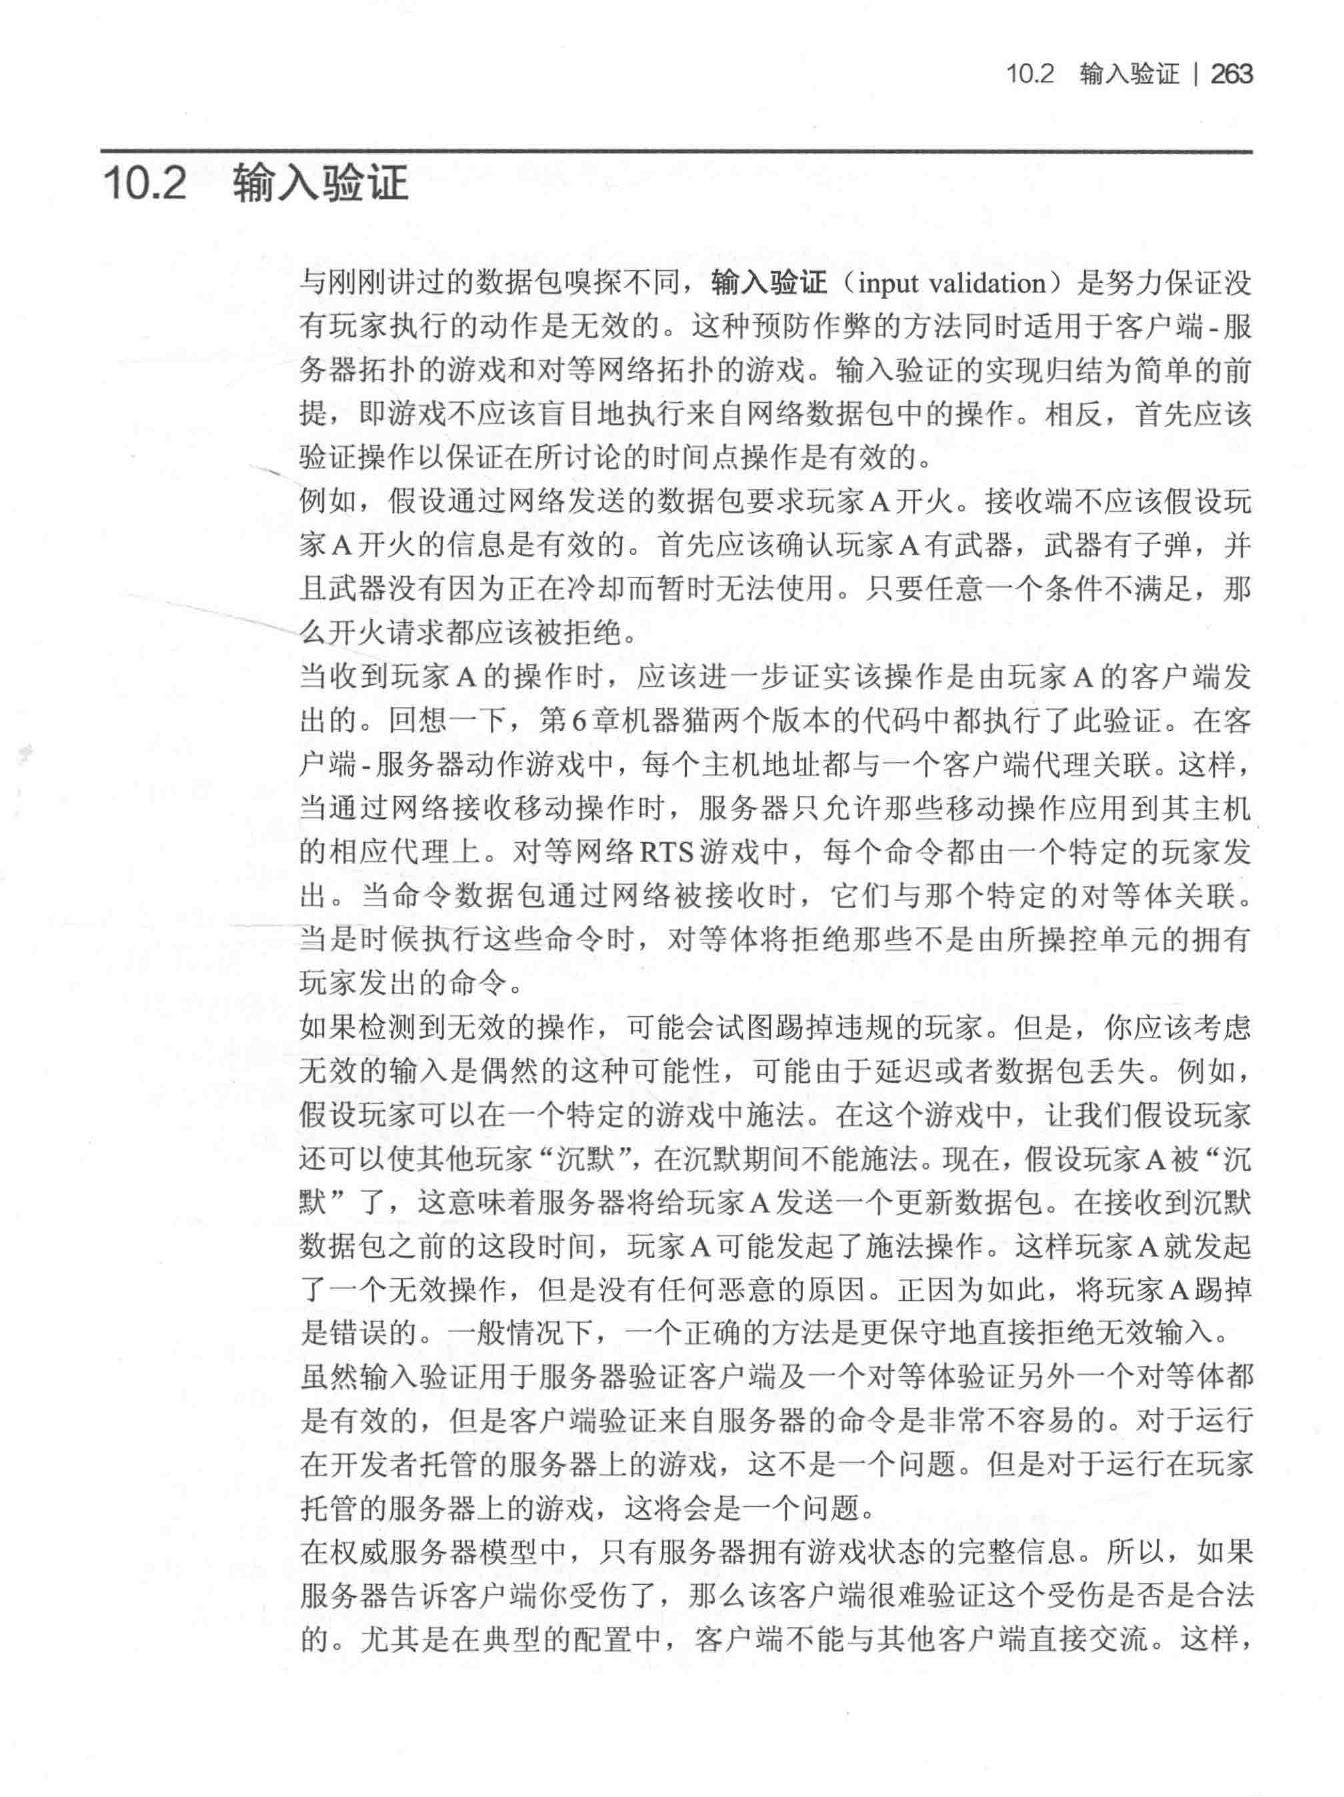 10.2 输入验证 | 263
10.2 输入验证
与刚刚讲过的数据包嗅探不同，输入验证（input validation）是努力保证没
有玩家执行的动作是无效的。这种预防作弊的方法同时适用于客户端-服
务器拓扑的游戏和对等网络拓扑的游戏。输入验证的实现归结为简单的前
提，即游戏不应该盲目地执行来自网络数据包中的操作。相反，首先应该
验证操作以保证在所讨论的时间点操作是有效的。
例如，假设通过网络发送的数据包要求玩家A开火。接收端不应该假设玩
家A开火的信息是有效的。首先应该确认玩家A有武器，武器有子弹，并
且武器没有因为正在冷却而暂时无法使用。只要任意一个条件不满足，那
么开火请求都应该被拒绝。
当收到玩家A的操作时，应该进一步证实该操作是由玩家A的客户端发
出的。回想一下，第6章机器猫两个版本的代码中都执行了此验证。在客
户端-服务器动作游戏中，每个主机地址都与一个客户端代理关联。这样，
当通过网络接收移动操作时，服务器只允许那些移动操作应用到其主机
的相应代理上。对等网络RTS游戏中，每个命令都由一个特定的玩家发
出。当命令数据包通过网络被接收时，它们与那个特定的对等体关联。
当是时候执行这些命令时，对等体将拒绝那些不是由所操控单元的拥有
玩家发出的命令。
如果检测到无效的操作，可能会试图踢掉违规的玩家。但是，你应该考虑
无效的输入是偶然的这种可能性，可能由于延迟或者数据包丢失。例如，
假设玩家可以在一个特定的游戏中施法。在这个游戏中，让我们假设玩家
还可以使其他玩家“沉默”，在沉默期间不能施法。现在，假设玩家A被“沉
默”了，这意味着服务器将给玩家A发送一个更新数据包。在接收到沉默
数据包之前的这段时间，玩家A可能发起了施法操作。这样玩家A就发起
了一个无效操作，但是没有任何恶意的原因。正因为如此，将玩家A踢掉
是错误的。一般情况下，一个正确的方法是更保守地直接拒绝无效输入。
虽然输入验证用于服务器验证客户端及一个对等体验证另外一个对等体都
是有效的，但是客户端验证来自服务器的命令是非常不容易的。对于运行
在开发者托管的服务器上的游戏，这不是一个问题。但是对于运行在玩家
托管的服务器上的游戏，这将会是一个问题。
在权威服务器模型中，只有服务器拥有游戏状态的完整信息。所以，如果
服务器告诉客户端你受伤了，那么该客户端很难验证这个受伤是否是合法
的。尤其是在典型的配置中，客户端不能与其他客户端直接交流。这样，